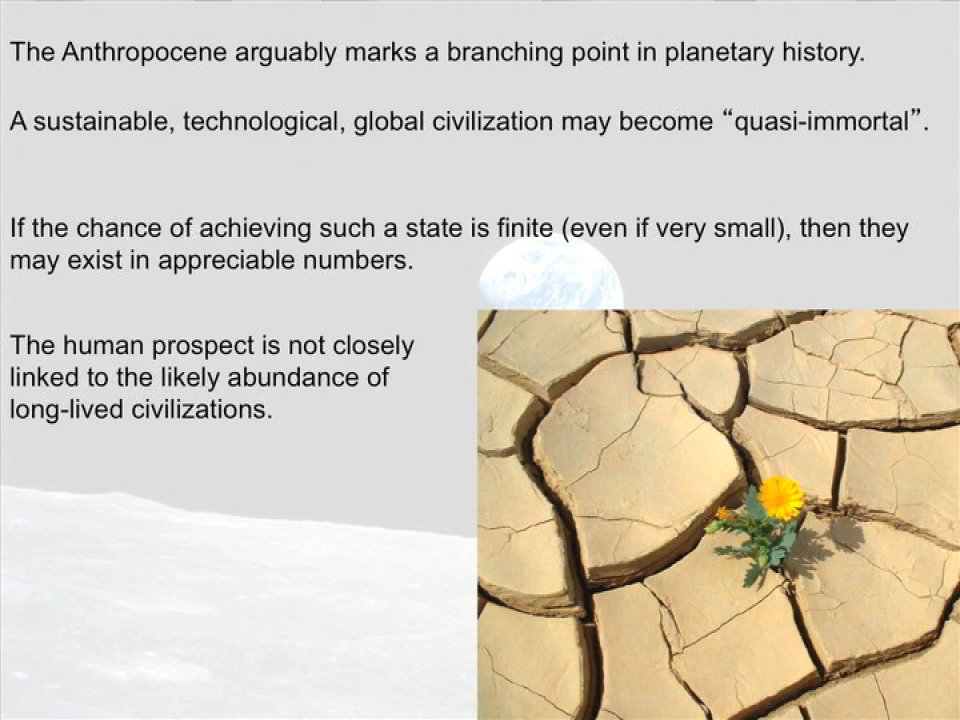 The Anthropocene arguably marks a branching point in planetary history.
A sustainable, technological, global civilization may become “quasi-immortal”.
If the chance of achieving such a state is finite (even if very small), then they
may exist in appreciable numbers.
The human prospect is not closely
linked to the likely abundance of
long-lived civilizations.